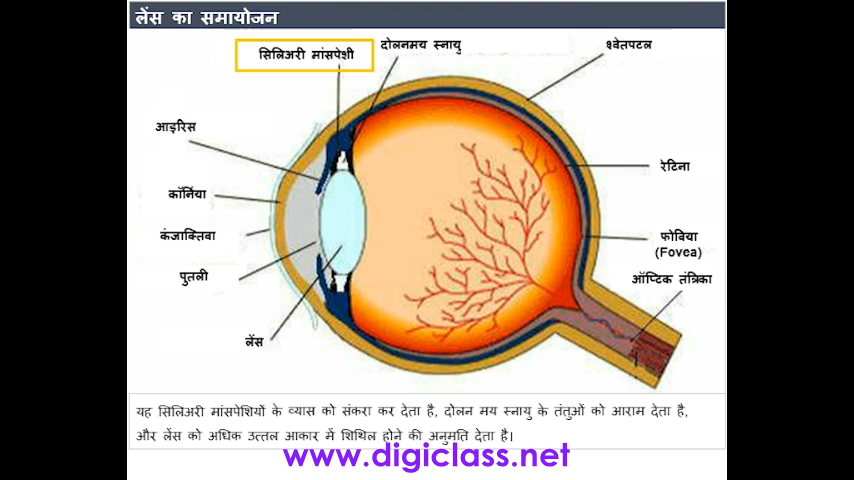 लेंस का समायोजन
सिलिअरी मांसपेशी
दोलनमय स्नायु
श्वेतपटल
आइरिस
रेटिना
कॉर्निया
कंजाक्तिवा
फोविया
(Fovea)
पुतली
ऑप्टिक तंत्रिका
लेंस
यह सिलिअरी मांसपेशियों के व्यास को संकरा कर देता है, दोलन मय स्नायु के तंतुओं को आराम देता है,
और लेंस को अधिक उत्तल आकार में शिथिल होने की अनुमति देता है।
www.digiclass.net